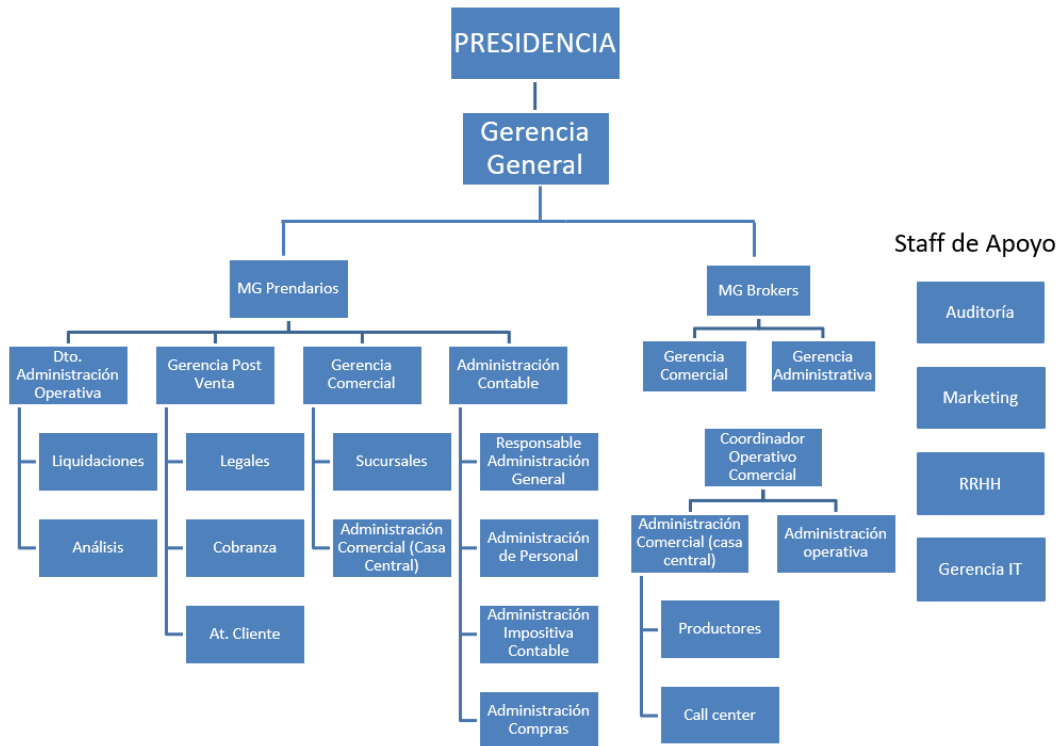 PRESIDENCIA
Gerencia
General
Staff de Apoyo
MG Prendarios
MG Brokers
Auditoría
Dto.
Administración
Operativa
Gerencia Post
Venta
Gerencia
Comercial
Administración
Contable
Gerencia
Comercial
Gerencia
Administrativa
Marketing
Liquidaciones
Legales
Sucursales
Responsable
Administración
General
Coordinador
Operativo
Comercial
RRHH
Análisis
Cobranza
Administración
Comercial (Casa
Central)
Administración
de Personal
Administración
Comercial (casa
central)
Administración
operativa
Gerencia IT
At. Cliente
Administración
Impositiva
Contable
Productores
Administración
Compras
Call center